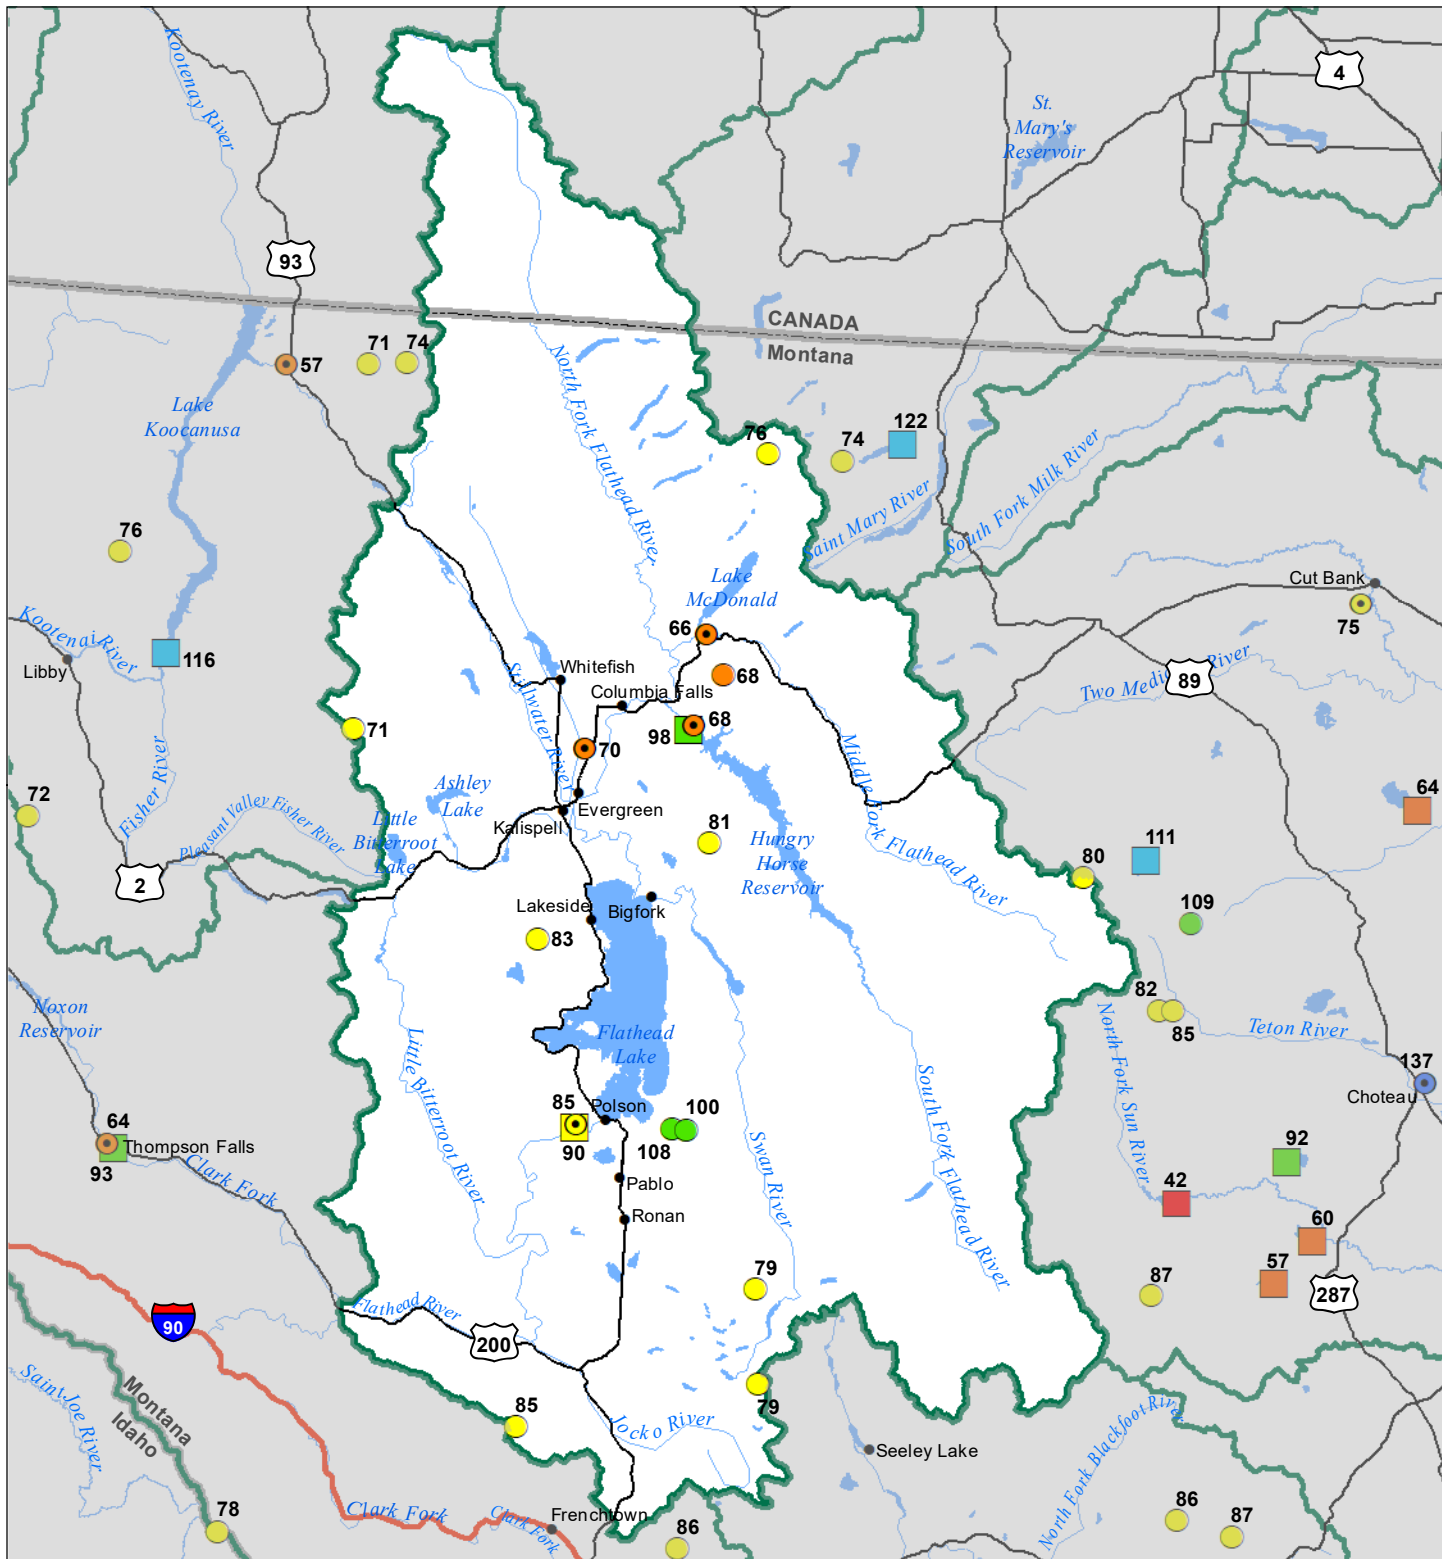 4
Kootenay River
St.
Mary's
Reservoir
93
CANADA
Montana
57
71
74
North Fork Flathead River
Lake
Koocanusa
76
74
122
Saint Mary River
South Fork Milk River
76
Lake
McDonald
Cut Bank
75
Kootenai River
Libby
116
66
Whitefish
Columbia Falls
68
Stillwater River
Two Medi
River
89
71
98
68
70
Middle Fork Flathead River
72
Fisher River
Pleasant Valley Fisher River
Ashley
Lake
Little
Bitterroot
Lake
Evergreen
Kalispell
64
81
Hungry
Horse
Reservoir
111
80
2
Lakeside
Bigfork
109
83
Noxon
Reservoir
82
85
North Fork Sun River
Teton River
Flathead
Lake
Little Bitterroot River
South Fork Flathead River
137
Choteau
64
Thompson Falls
93
Clark Fork
85
Polson
90
108
100
Swan River
92
Pablo
42
Ronan
60
57
87
287
79
90
Flathead River
200
Saint Joe River
Montana
Idaho
79
85
Jocko River
Seeley Lake
North Fork Blackfoot River
78
Clark Fork
Clark Fork
Frenchtown
86
86
87